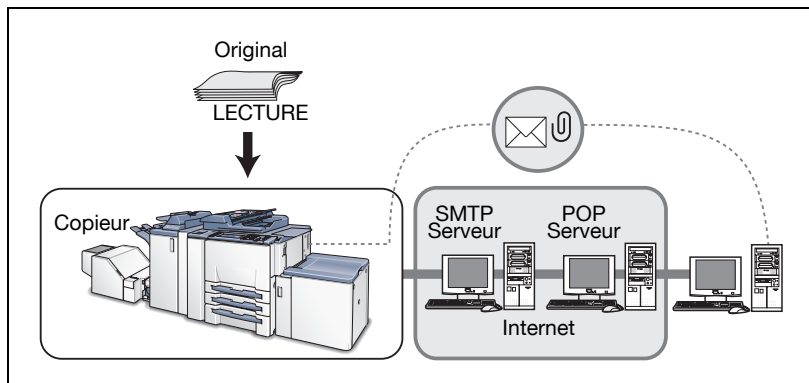 Original
LECTURE
Copieur
SMTP
Serveur
POP
Serveur
Internet